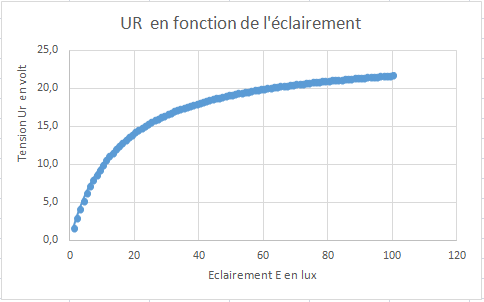 UR en fonction de l'éclairement
25,0
20,0
15,0
10,0
5,0
0,0
Tension Ur en volt
0 20 40 60 80 100 120
Eclairement E en lux